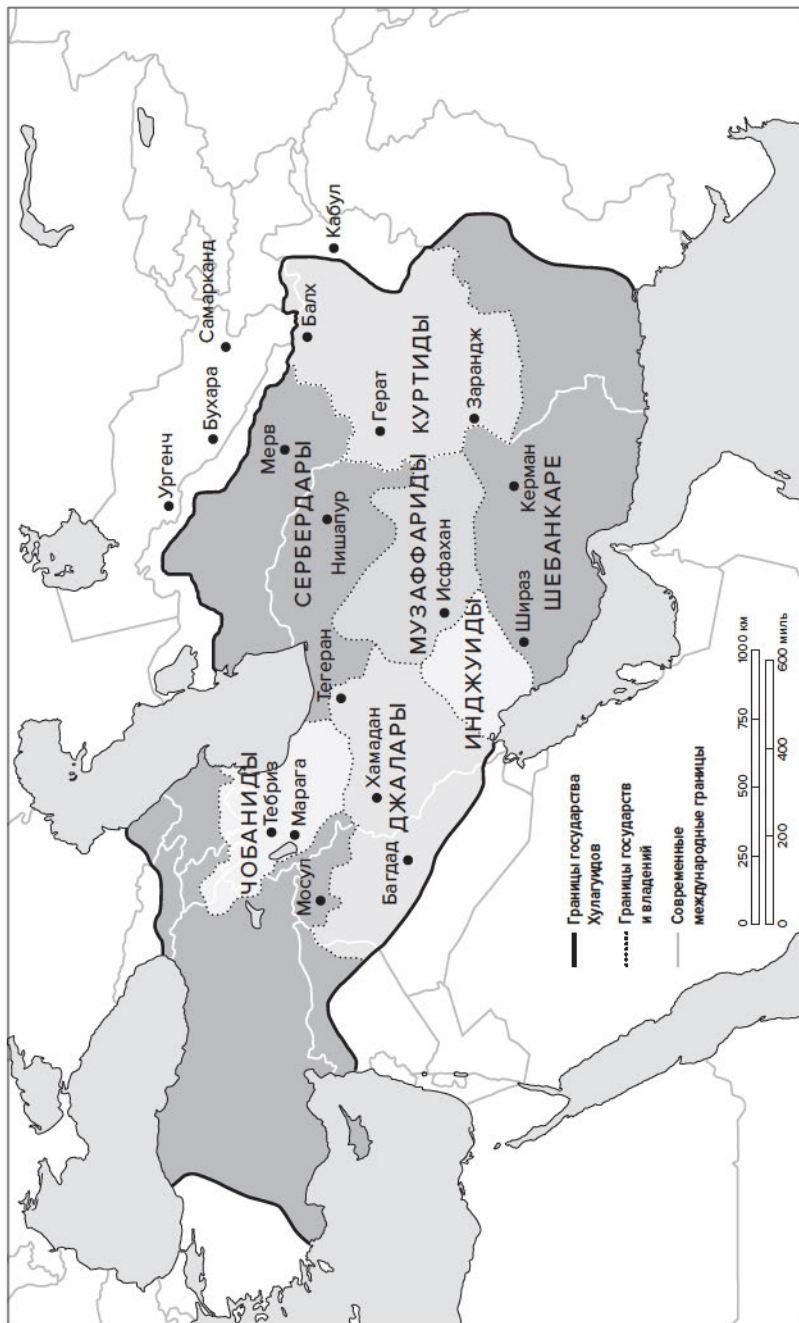 Ургенч
Бухара
Самарканд
Кабул
Балх
Мерв
СЕРБЕРДАРЫ
Нишапур
Герат
КУРТИДЫ
Зарандж
МУЗАФФАРИДЫ
Исфахан
Керман
ШЕБАНКАРЕ
Шираз
ИНДЖУИДЫ
Тегеран
Хамадан
ДЖАЛАРЫ
Багдад
ЧОБАНИДЫ
Тебриз
Марага
Мосул
Границы государства
Хулагуидов
Границы государств
и владений
Современные
международные границы
0 250 500 750 1000 км
0 200 400 600 миль